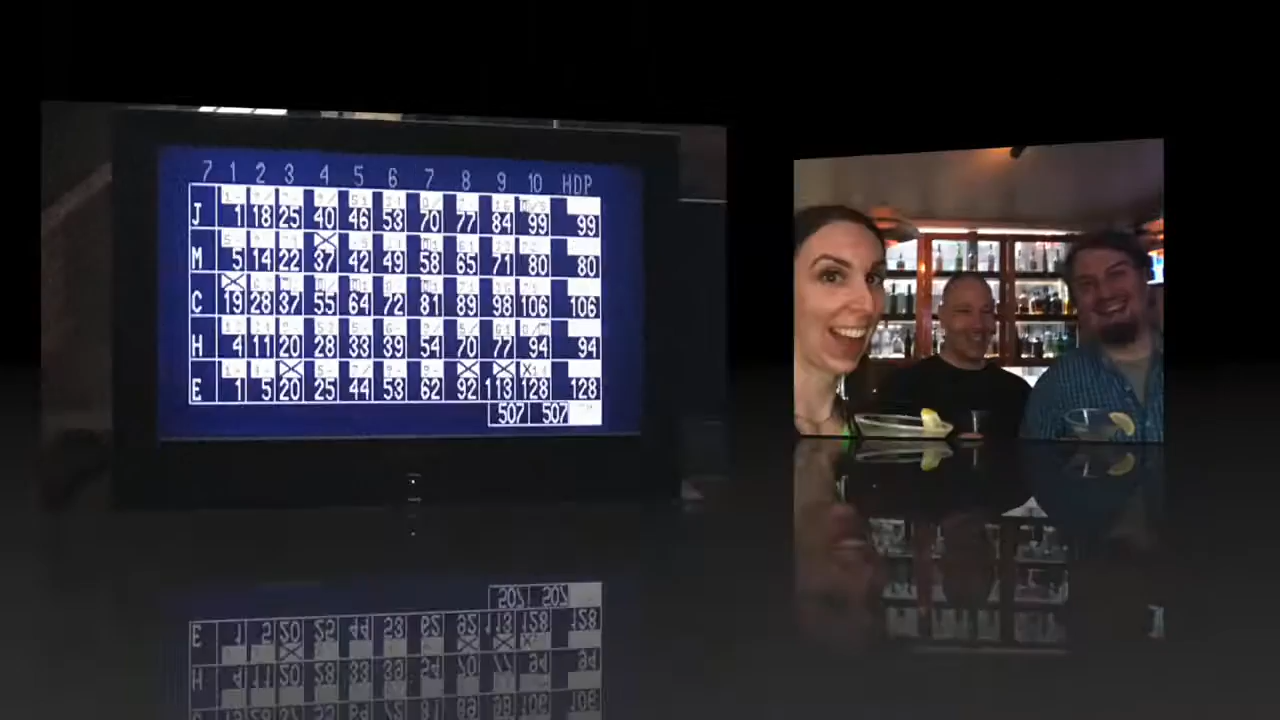 7 1 2 3 4 5 6 7 8 9 10 HDP
J 1 18 25 40 46 53 70 77 84 99 99
M 5 14 22 37 42 49 58 65 71 80 80
C 19 28 37 55 64 72 81 89 98 106 106
H 4 11 20 28 33 39 54 70 77 94 94
E 1 5 20 25 44 53 62 92 113 128 128
507 507